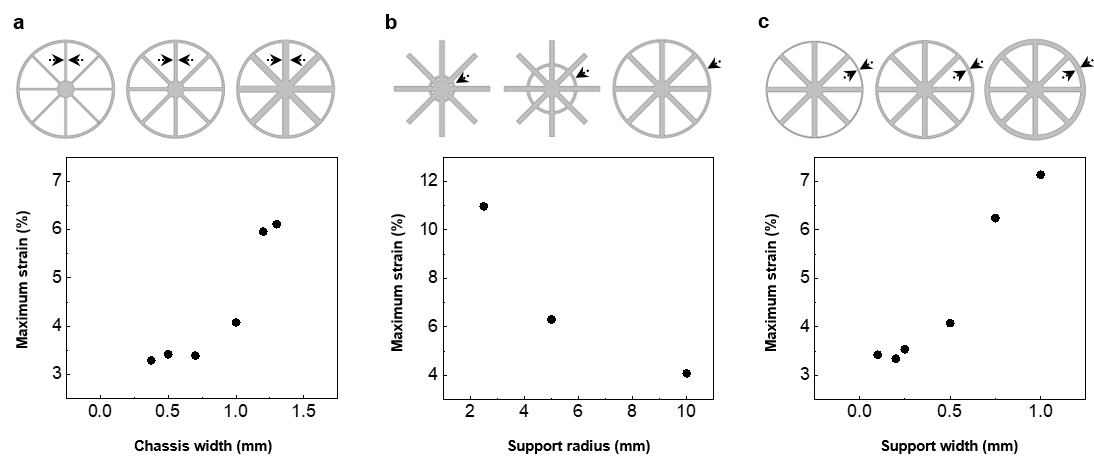 a
b
c
Maximum strain (%)
7
6
5
4
3
0.0 0.5 1.0 1.5
Chassis width (mm)
Maximum strain (%)
12
10
8
6
4
2 4 6 8 10
Support radius (mm)
Maximum strain (%)
7
6
5
4
3
0.0 0.5 1.0
Support width (mm)